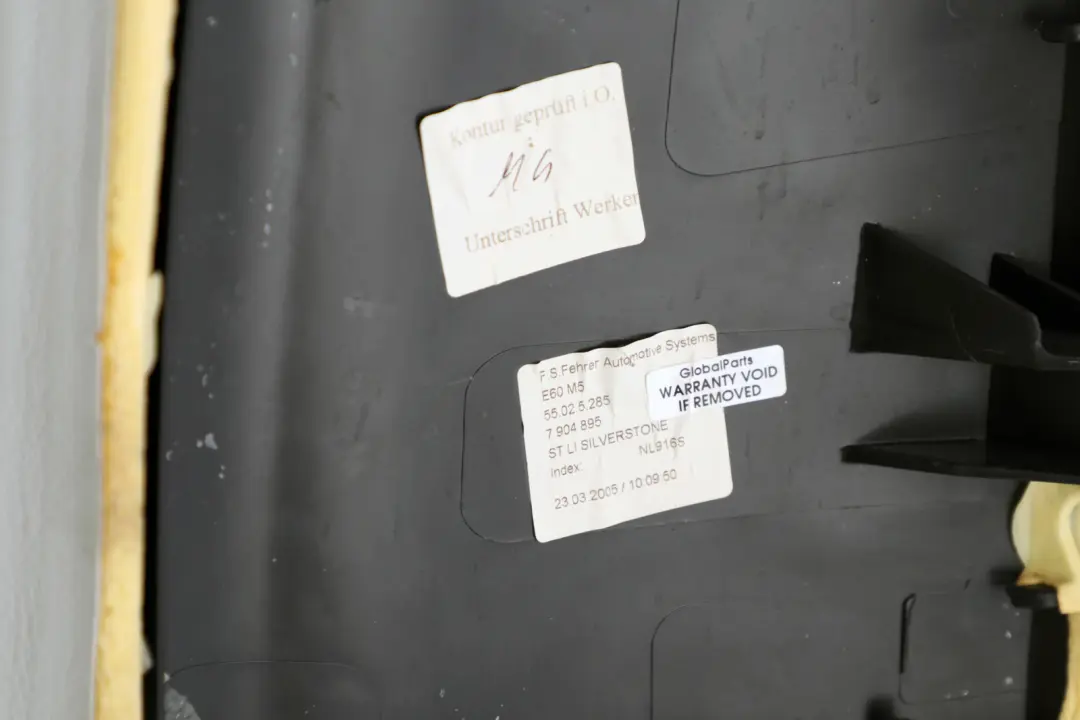 Kontur geprüft i O.
MG
Unterschrift Werker
F.S.Fehrer Automotive Systems
E60 M5
55.02.5.285
7 904 895
ST LI SILVERSTONE
Index: NL916S
23.03.2005 / 10:09:50
GlobalParts
WARRANTY VOID
IF REMOVED